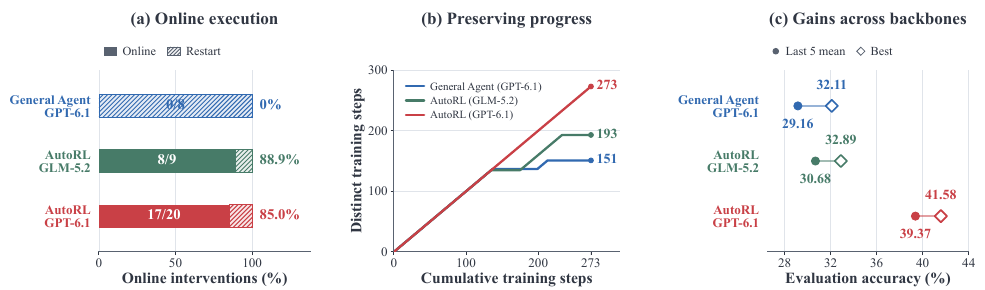 (a) Online execution
Online
Restart
General Agent
GPT-6.1
0/8
0%
AutoRL
GLM-5.2
8/9
88.9%
AutoRL
GPT-6.1
17/20
85.0%
0
50
100
Online interventions (%)
(b) Preserving progress
Distinct training steps
300
200
100
0
General Agent (GPT-6.1)
AutoRL (GLM-5.2)
AutoRL (GPT-6.1)
273
193
151
0
100
200
273
Cumulative training steps
(c) Gains across backbones
Last 5 mean
Best
General Agent
GPT-6.1
32.11
29.16
AutoRL
GLM-5.2
32.89
30.68
AutoRL
GPT-6.1
41.58
39.37
28
32
36
40
44
Evaluation accuracy (%)